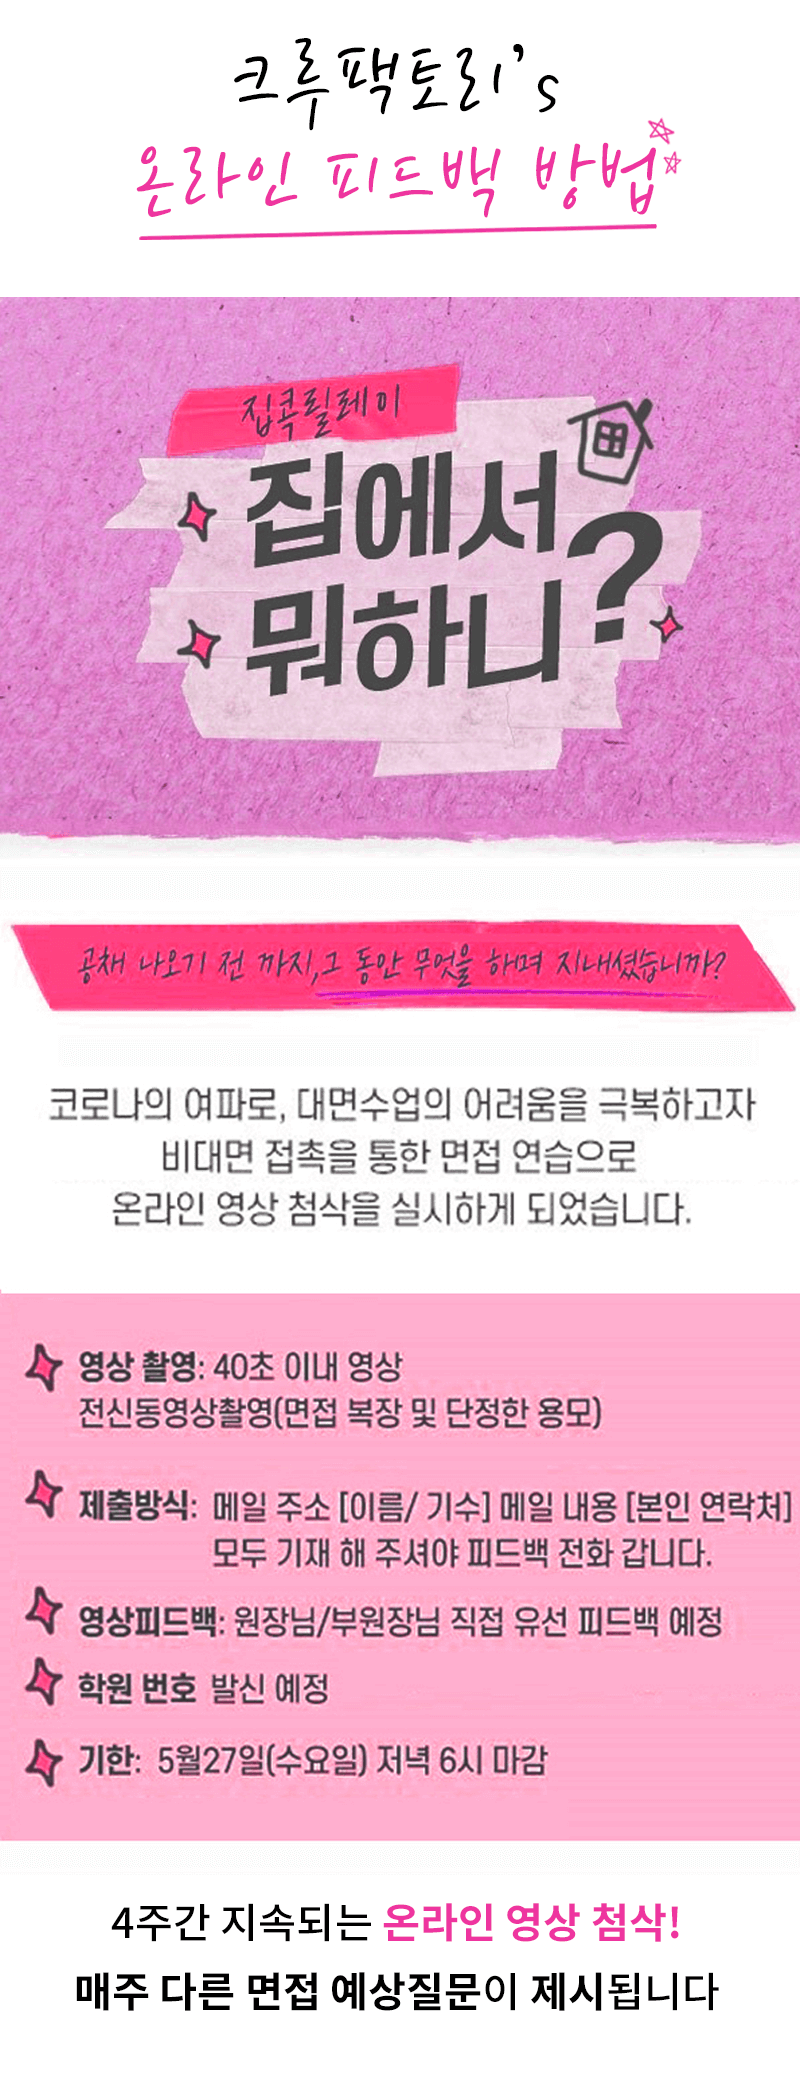 크루팩토리's
온라인 피드백 방법
집콕릴레이
집에서
뭐하니?
공채 나오기 전 까지,그 동안 무엇을 하며 지내셨습니까?
코로나의 여파로, 대면수업의 어려움을 극복하고자
비대면 접촉을 통한 면접 연습으로
온라인 영상 첨삭을 실시하게 되었습니다.
영상 촬영: 40초 이내 영상
전신동영상촬영(면접 복장 및 단정한 용모)
제출방식: 메일 주소 [이름/ 기수] 메일 내용 [본인 연락처]
모두 기재 해 주셔야 피드백 전화 갑니다.
영상피드백: 원장님/부원장님 직접 유선 피드백 예정
학원 번호 발신 예정
기한: 5월27일(수요일) 저녁 6시 마감
4주간 지속되는 온라인 영상 첨삭!
매주 다른 면접 예상질문이 제시됩니다